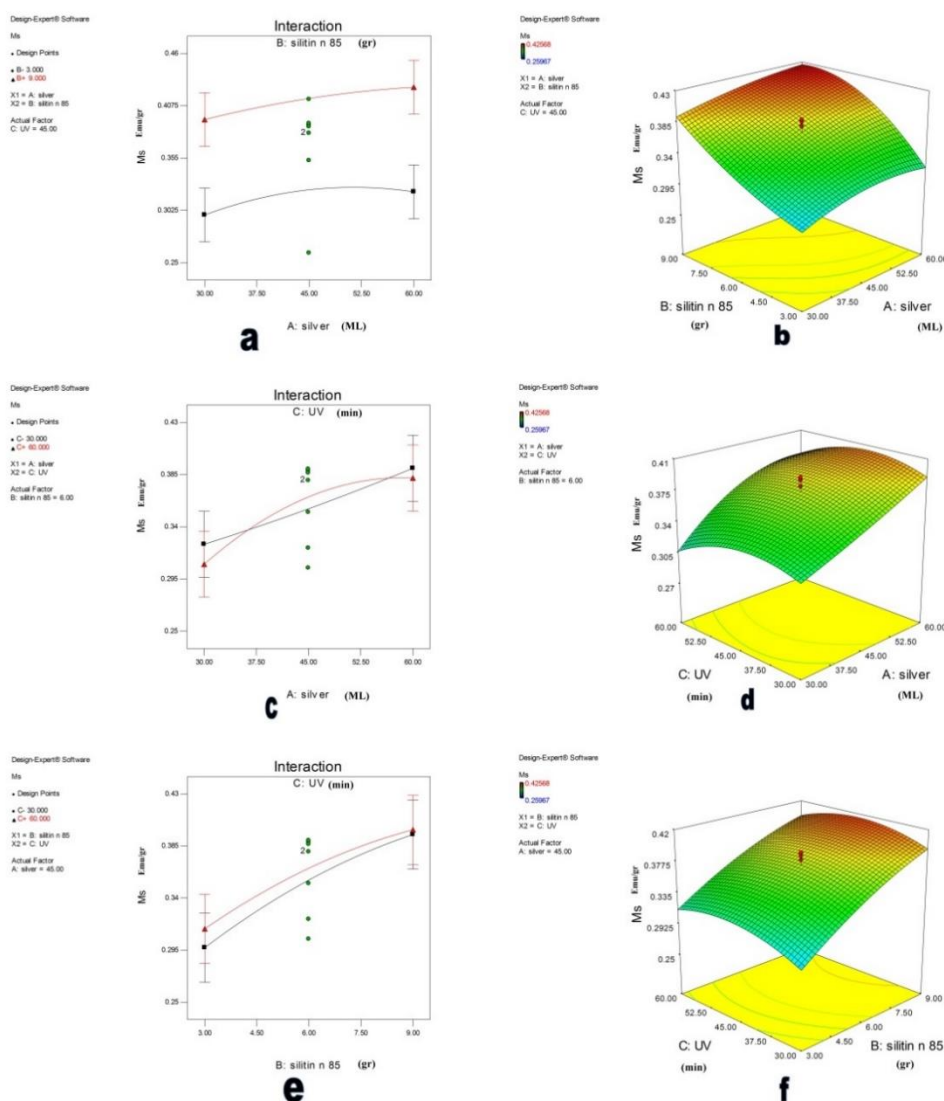 Design-Expert® Software
Ms
Design Points
B- 3.000
B+ 9.000
X1 = A: silver
X2 = B: silitin n 85
Actual Factor
C: UV = 45.00
Interaction
B: silitin n 85 (gr)
0.46
0.4075
0.355
0.3025
0.25
Ms Emu/gr
2
30.00 37.50 45.00 52.50 60.00
A: silver (ML)
a
Design-Expert® Software
Ms
0.42568
0.25967
X1 = A: silver
X2 = B: silitin n 85
Actual Factor
C: UV = 45.00
0.43
0.385
0.34
0.295
0.25
Ms Emu/gr
9.00 7.50 6.00 4.50 3.00
30.00 37.50 45.00 52.50 60.00
B: silitin n 85 (gr)
A: silver (ML)
b
Design-Expert® Software
Ms
Design Points
C- 30.000
C+ 60.000
X1 = A: silver
X2 = C: UV
Actual Factor
B: silitin n 85 = 6.00
Interaction
C: UV (min)
0.43
0.385
0.34
0.295
0.25
Ms Emu/gr
2
30.00 37.50 45.00 52.50 60.00
A: silver (ML)
c
Design-Expert® Software
Ms
0.42568
0.25967
X1 = A: silver
X2 = C: UV
Actual Factor
B: silitin n 85 = 6.00
0.41
0.375
0.34
0.305
0.27
Ms Emu/gr
60.00 52.50 45.00 37.50 30.00
30.00 37.50 45.00 52.50 60.00
C: UV (min)
A: silver (ML)
d
Design-Expert® Software
Ms
Design Points
C- 30.000
C+ 60.000
X1 = B: silitin n 85
X2 = C: UV
Actual Factor
A: silver = 45.00
Interaction
C: UV (min)
0.43
0.385
0.34
0.295
0.25
Ms Emu/gr
2
3.00 4.50 6.00 7.50 9.00
B: silitin n 85 (gr)
e
Design-Expert® Software
Ms
0.42568
0.25967
X1 = B: silitin n 85
X2 = C: UV
Actual Factor
A: silver = 45.00
0.42
0.3775
0.335
0.2925
0.25
Ms Emu/gr
60.00 52.50 45.00 37.50 30.00
3.00 4.50 6.00 7.50 9.00
C: UV (min)
B: silitin n 85 (gr)
f